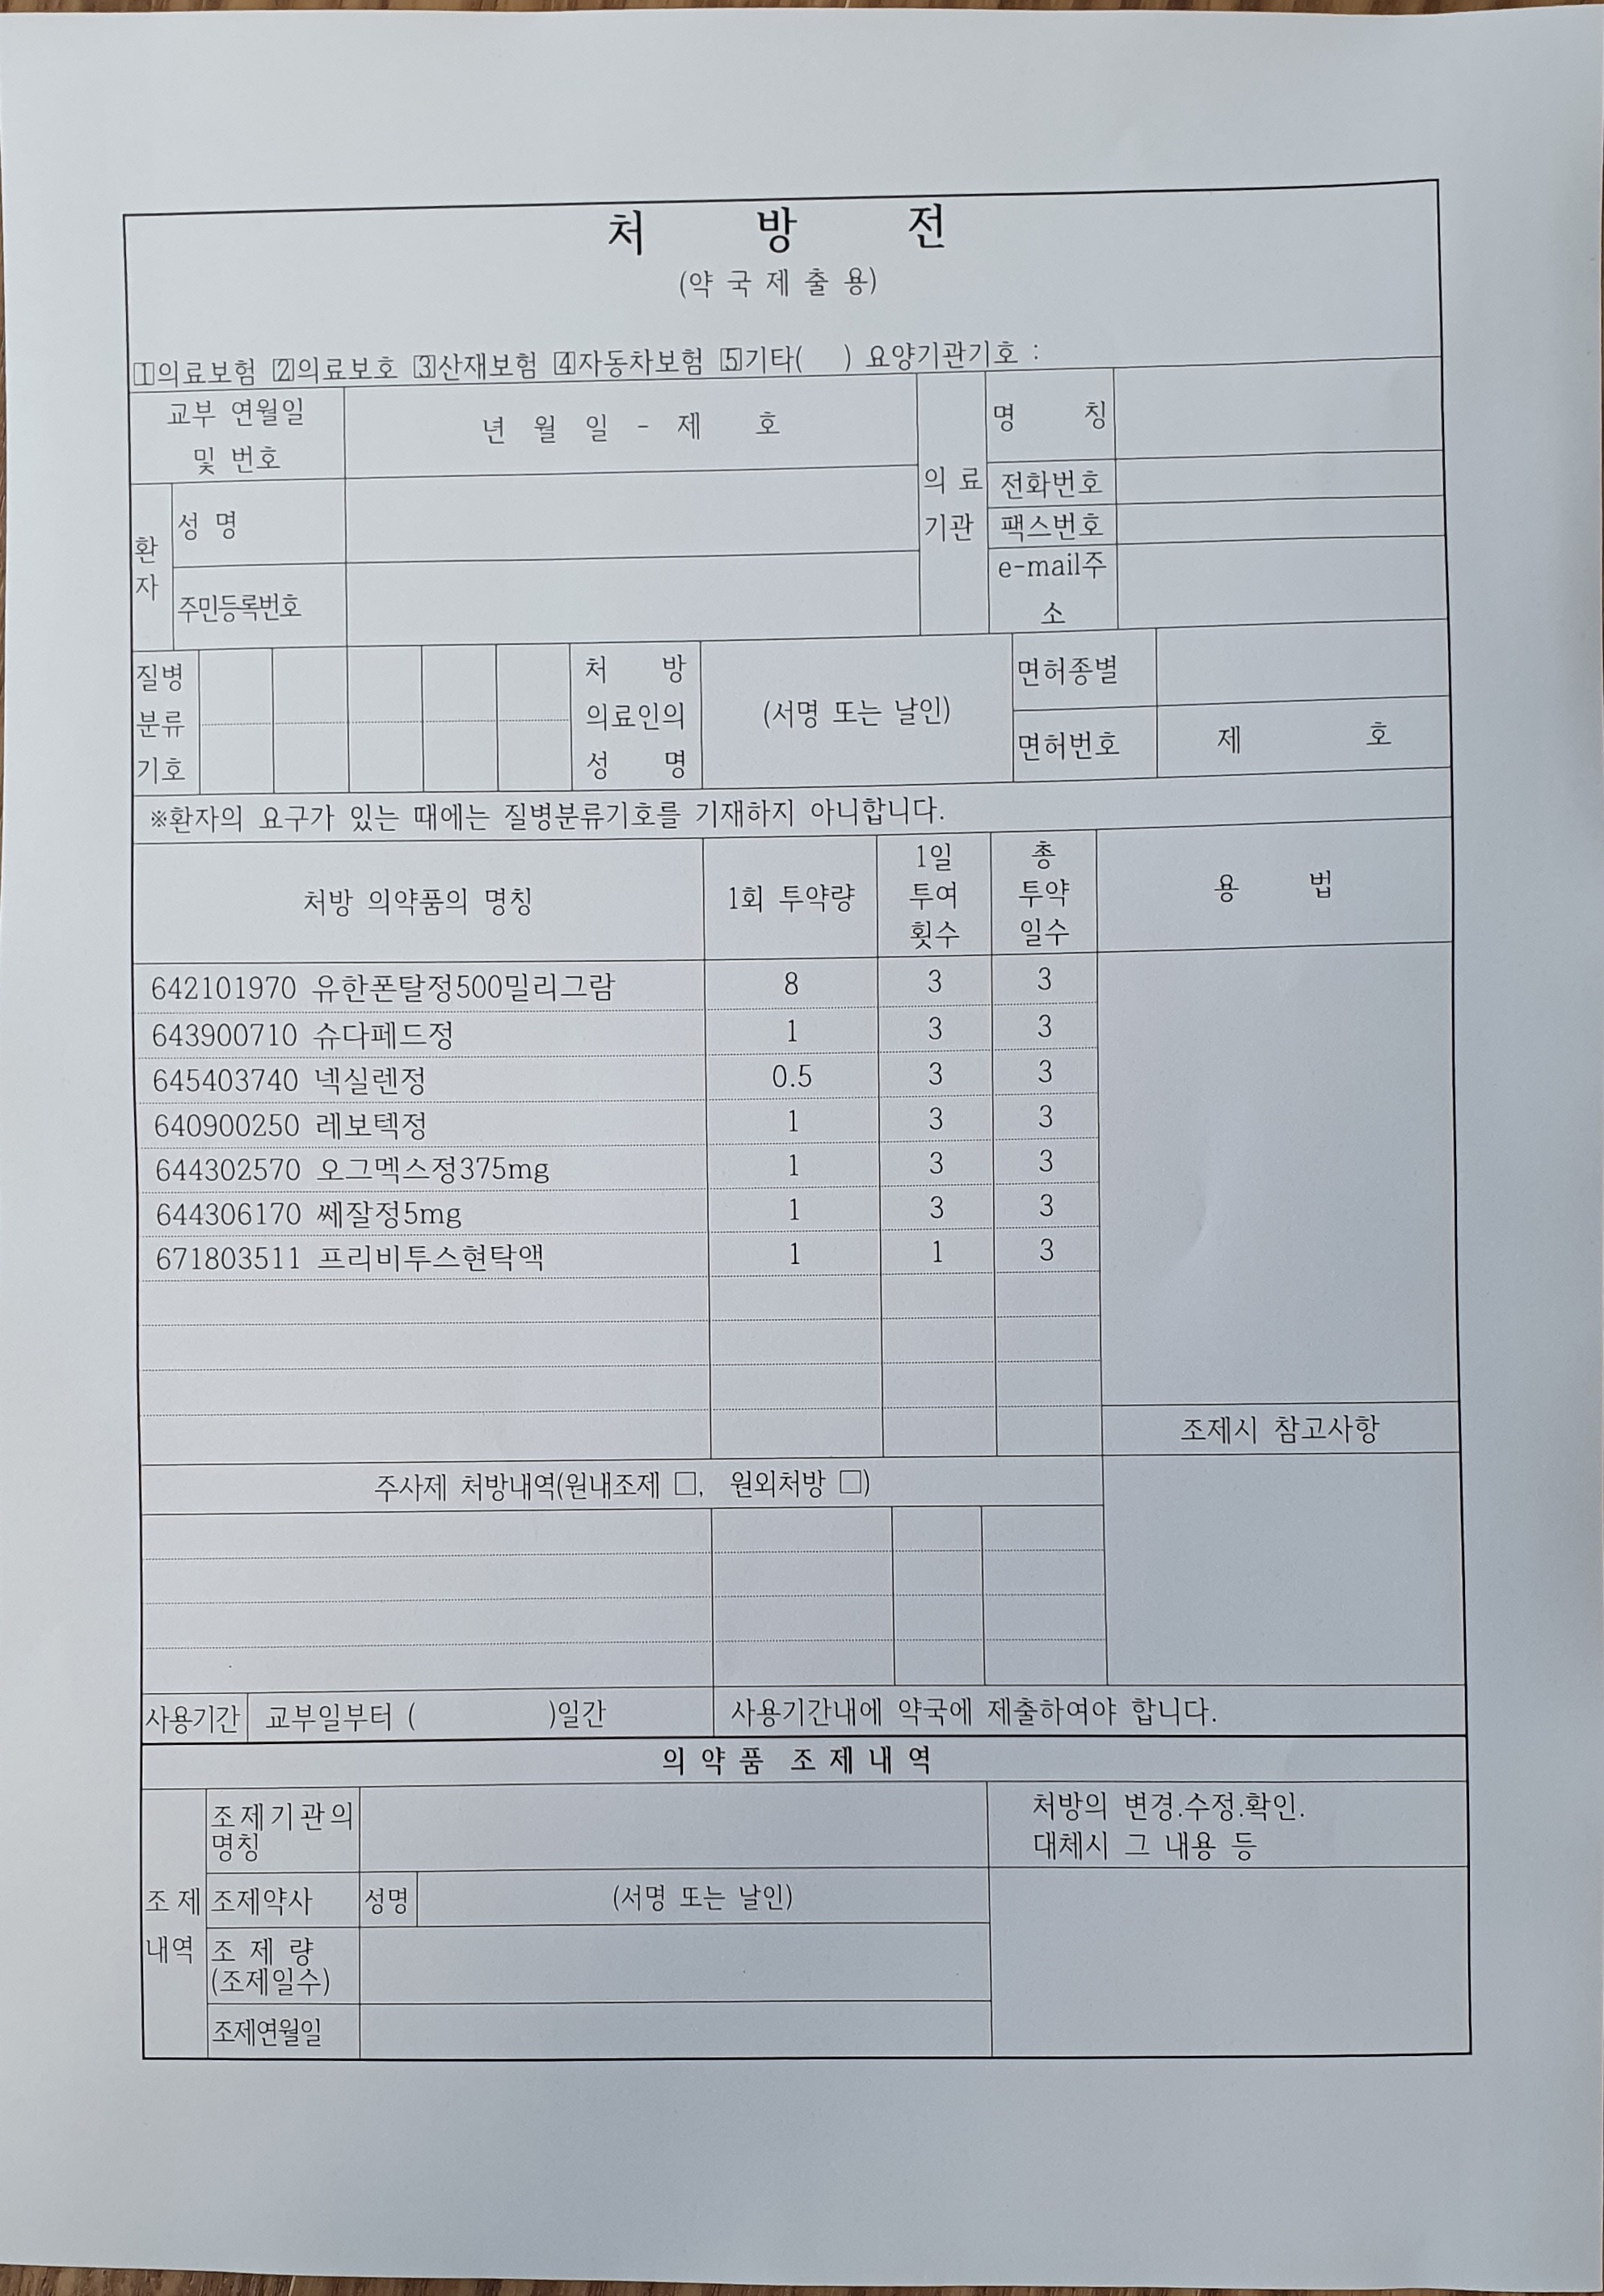 처 방 전
(약 국 제 출 용)
1의료보험 2의료보호 3산재보험 4자동차보험 5기타( ) 요양기관기호 :
교부 연월일
및 번호
년 월 일 - 제 호
의 료
기관
명 칭
전화번호
팩스번호
e-mail주
소
환
자
성 명
주민등록번호
질병
분류
기호
처 방
의료인의
성 명
(서명 또는 날인)
면허종별
면허번호
제 호
※환자의 요구가 있는 때에는 질병분류기호를 기재하지 아니합니다.
처방 의약품의 명칭
1회 투약량
1일
투여
횟수
총
투약
일수
용 법
642101970 유한폰탈정500밀리그람 8 3 3
643900710 슈다페드정 1 3 3
645403740 넥실렌정 0.5 3 3
640900250 레보텍정 1 3 3
644302570 오그멕스정375mg 1 3 3
644306170 쎄잘정5mg 1 3 3
671803511 프리비투스현탁액 1 1 3
조제시 참고사항
주사제 처방내역(원내조제 □, 원외처방 □)
사용기간 교부일부터 ( )일간 사용기간내에 약국에 제출하여야 합니다.
의 약 품 조 제 내 역
조 제
내역
조제기관의
명칭
처방의 변경.수정.확인.
대체시 그 내용 등
조제약사 성명 (서명 또는 날인)
조 제 량
(조제일수)
조제연월일